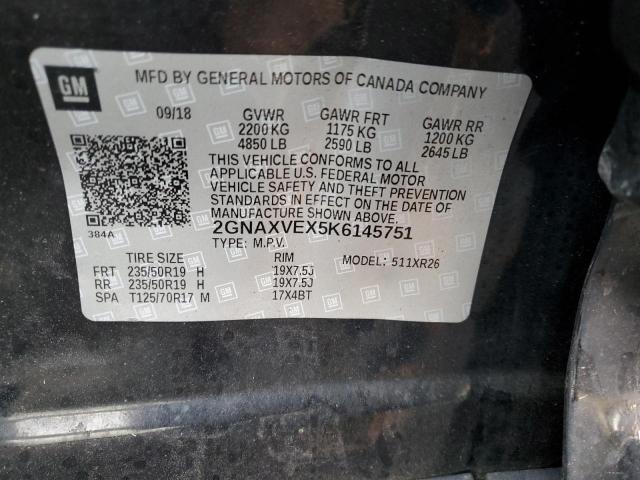 GM
MFD BY GENERAL MOTORS OF CANADA COMPANY
09/18 GVWR GAWR FRT GAWR RR
2200 KG 1175 KG 1200 KG
4850 LB 2590 LB 2645 LB
THIS VEHICLE CONFORMS TO ALL
APPLICABLE U.S. FEDERAL MOTOR
VEHICLE SAFETY AND THEFT PREVENTION
STANDARDS IN EFFECT ON THE DATE OF
MANUFACTURE SHOWN ABOVE.
384A 2GNAXVEX5K6145751
TYPE: M.P.V. MODEL: 511XR26
TIRE SIZE RIM
FRT 235/50R19 H 19X7.5J
RR 235/50R19 H 19X7.5J
SPA T125/70R17 M 17X4BT